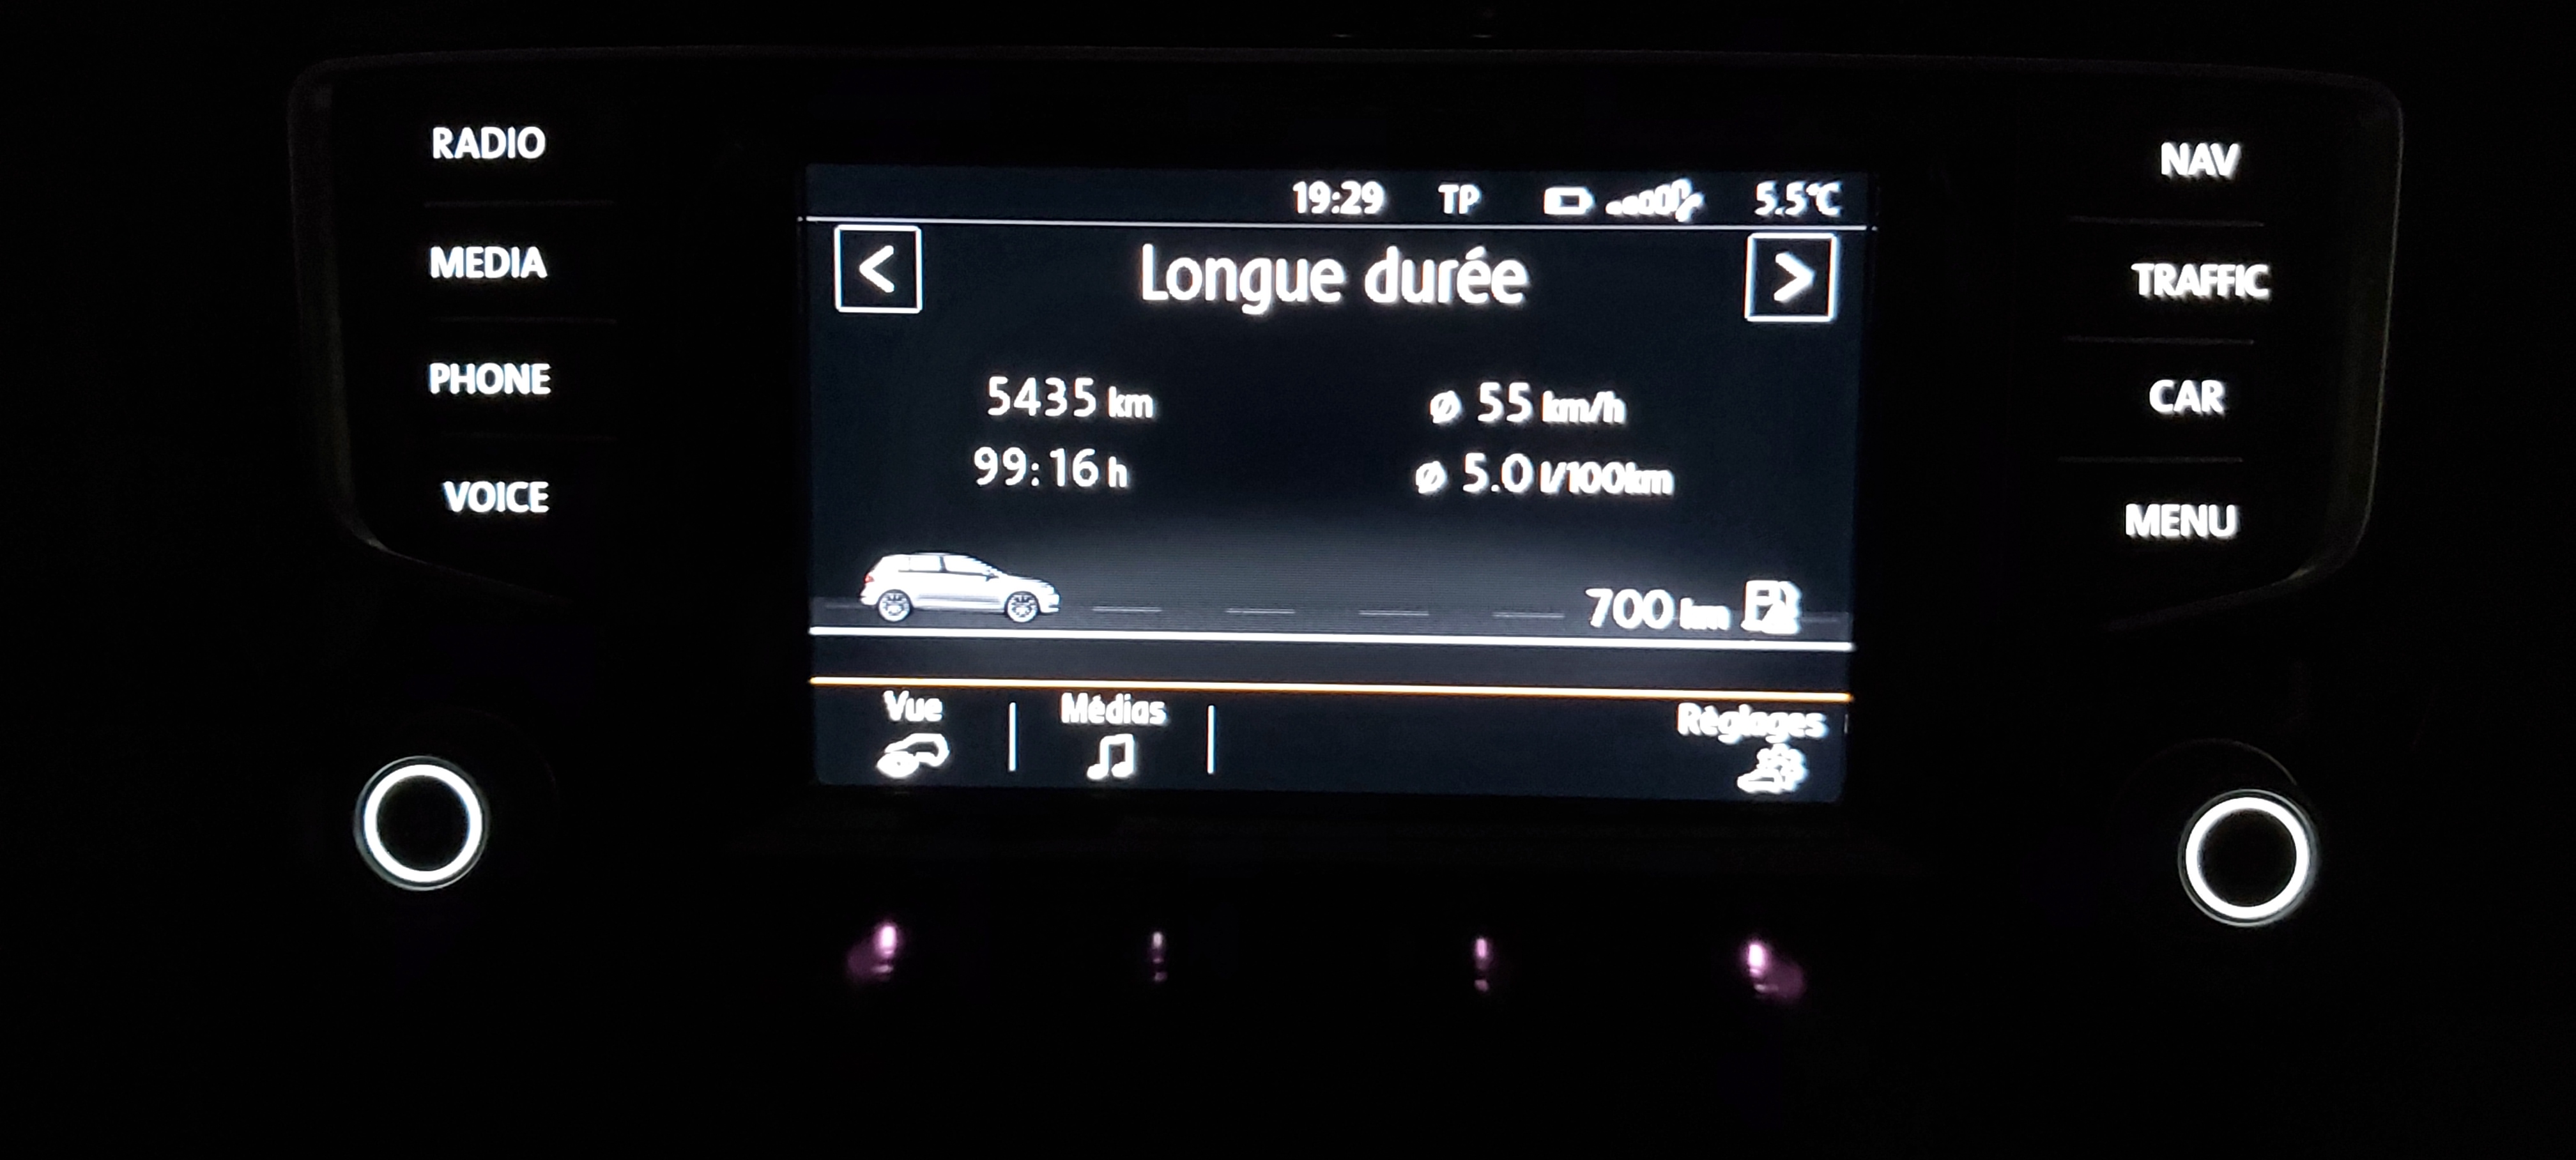 RADIO
MEDIA
PHONE
VOICE
19:29 TP 5.5°C
< Longue durée >
5435 km ø 55 km/h
99:16 h ø 5.0 l/100km
700 km
Vue
Médias
Réglages
NAV
TRAFFIC
CAR
MENU